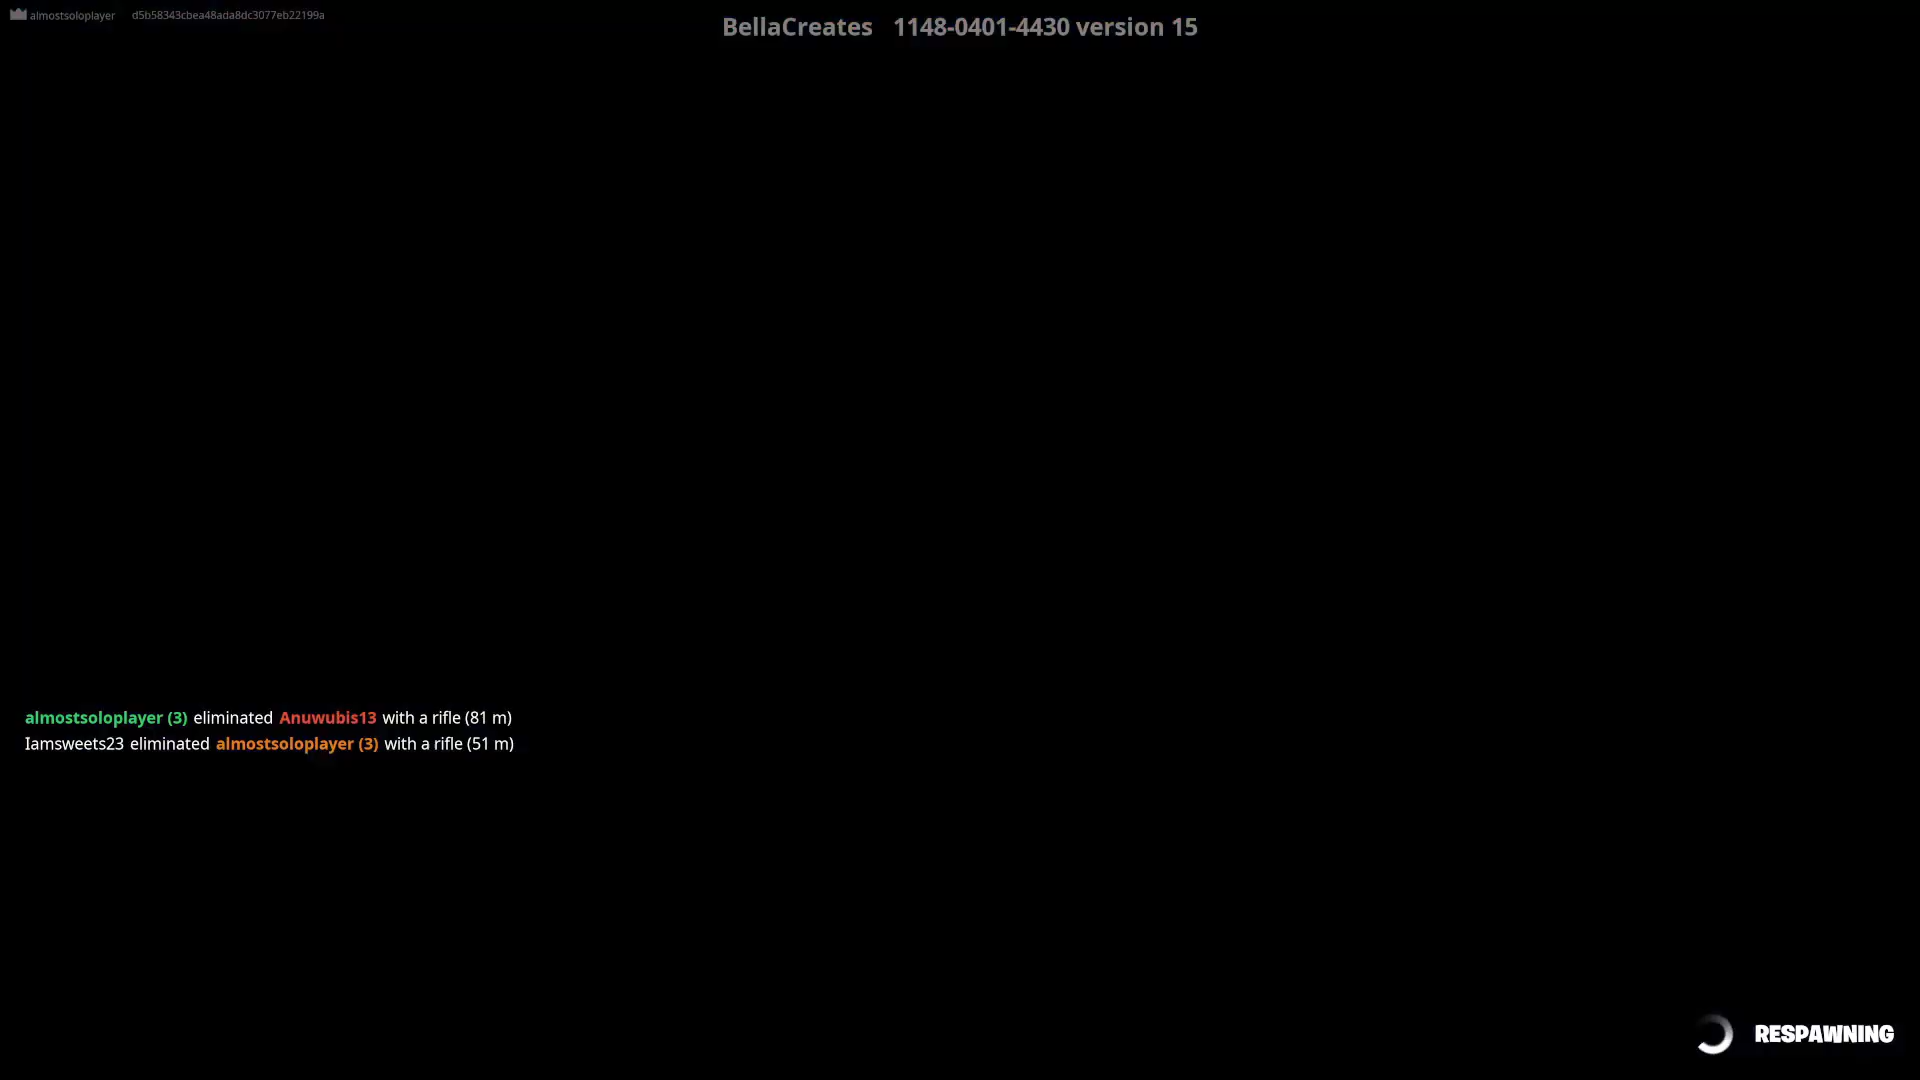 almostsoloplayer d5b58343cbea48ada8dc3077eb22199a
BellaCreates 1148-0401-4430 version 15
almostsoloplayer (3) eliminated Anuwubis13 with a rifle (81 m)
Iamsweets23 eliminated almostsoloplayer (3) with a rifle (51 m)
RESPAWNING